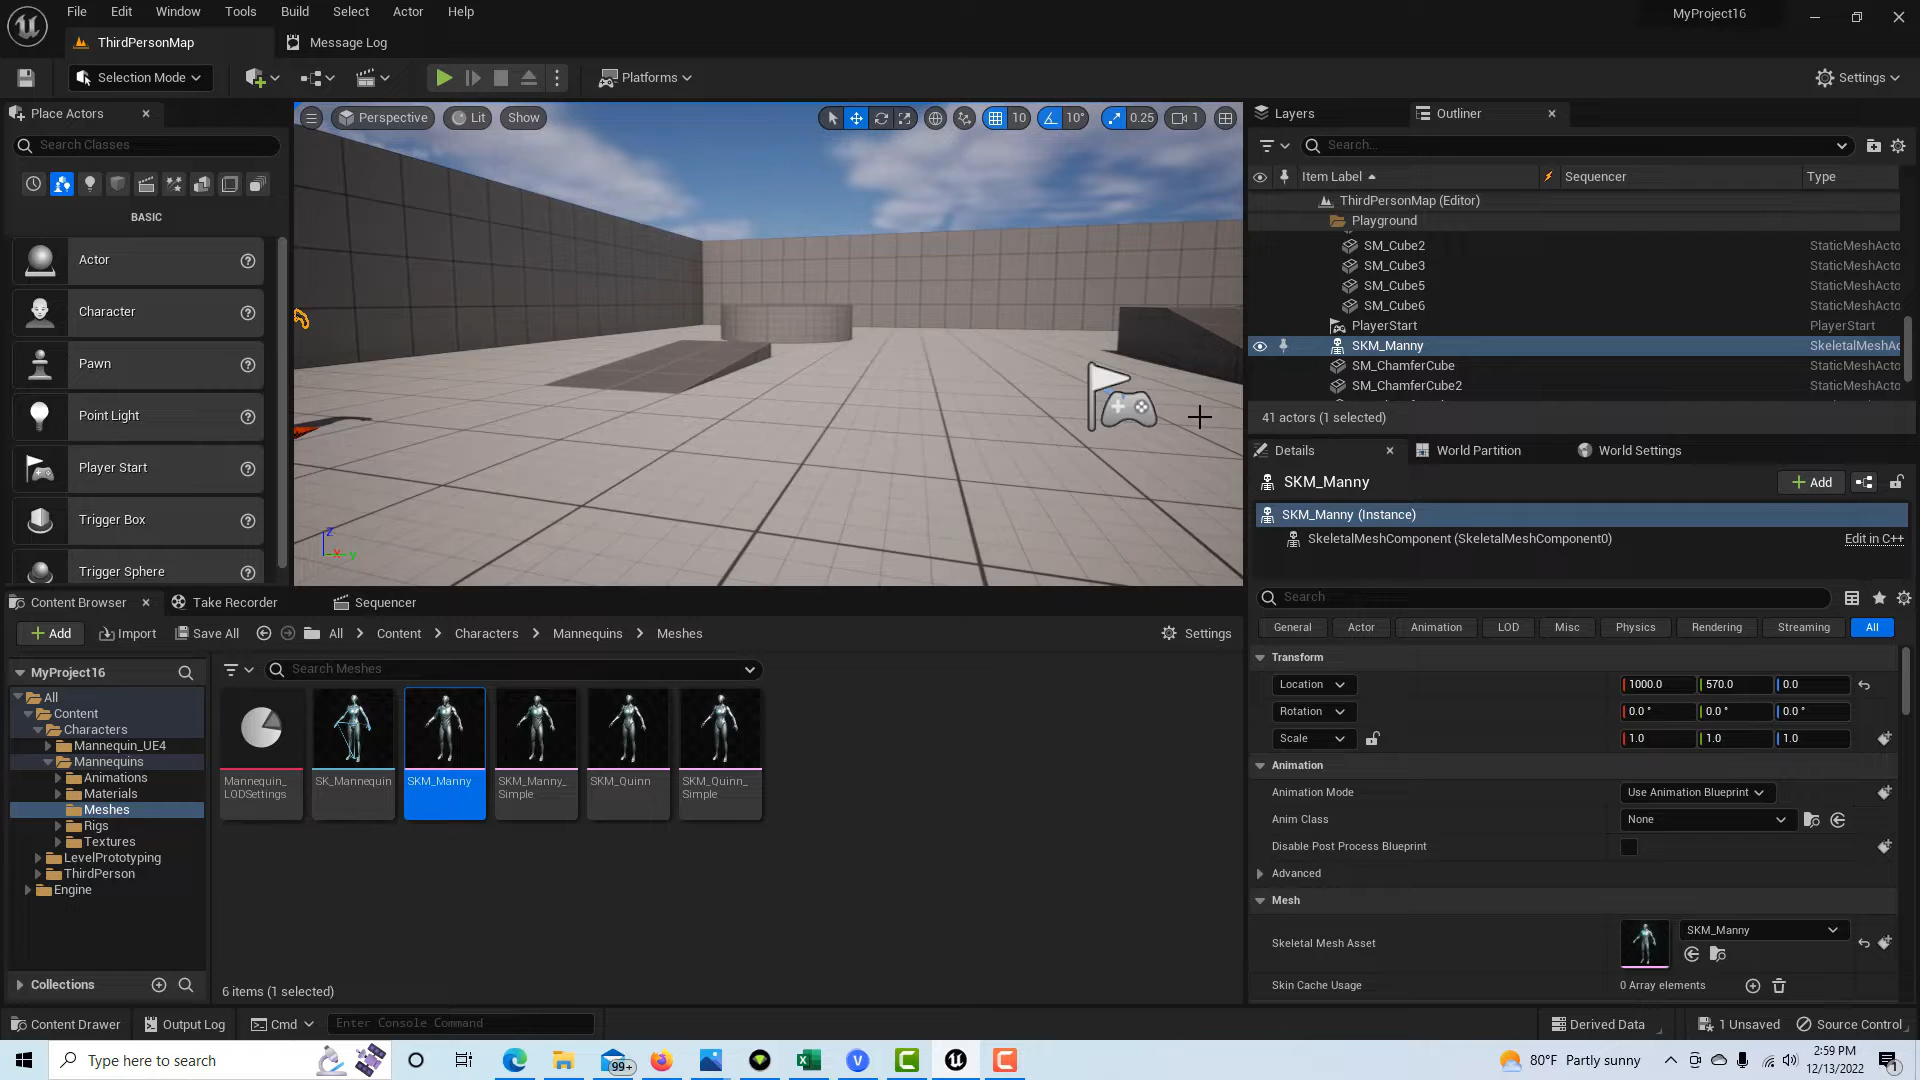 File Edit Window Tools Build Select Actor Help
MyProject16
ThirdPersonMap
Message Log
Selection Mode
Platforms
Settings
Place Actors
Search Classes
BASIC
Actor
Character
Pawn
Point Light
Player Start
Trigger Box
Trigger Sphere
Perspective
Lit
Show
10
10°
0.25
1
Z
X
Y
Layers
Outliner
Search...
Item Label
Sequencer
Type
ThirdPersonMap (Editor)
Playground
SM_Cube2 StaticMeshActo
SM_Cube3 StaticMeshActo
SM_Cube5 StaticMeshActo
SM_Cube6 StaticMeshActo
PlayerStart PlayerStart
SKM_Manny SkeletalMeshAc
SM_ChamferCube StaticMeshActo
SM_ChamferCube2 StaticMeshActo
41 actors (1 selected)
Details
World Partition
World Settings
SKM_Manny
Add
SKM_Manny (Instance)
SkeletalMeshComponent (SkeletalMeshComponent0)
Edit in C++
Search
General Actor Animation LOD Misc Physics Rendering Streaming All
Transform
Location 1000.0 570.0 0.0
Rotation 0.0 ° 0.0 ° 0.0 °
Scale 1.0 1.0 1.0
Animation
Animation Mode Use Animation Blueprint
Anim Class None
Disable Post Process Blueprint
Advanced
Mesh
Skeletal Mesh Asset SKM_Manny
Skin Cache Usage 0 Array elements
Content Browser
Take Recorder
Sequencer
Add Import Save All All Content Characters Mannequins Meshes Settings
MyProject16
All
Content
Characters
Mannequin_UE4
Mannequins
Animations
Materials
Meshes
Rigs
Textures
LevelPrototyping
ThirdPerson
Engine
Collections
Search Meshes
Mannequin_
LODSettings
SK_Mannequin
SKM_Manny
SKM_Manny_
Simple
SKM_Quinn
SKM_Quinn_
Simple
6 items (1 selected)
Content Drawer
Output Log
Cmd
Enter Console Command
Derived Data
1 Unsaved
Source Control
Type here to search
99+
80°F Partly sunny
2:59 PM
12/13/2022
1